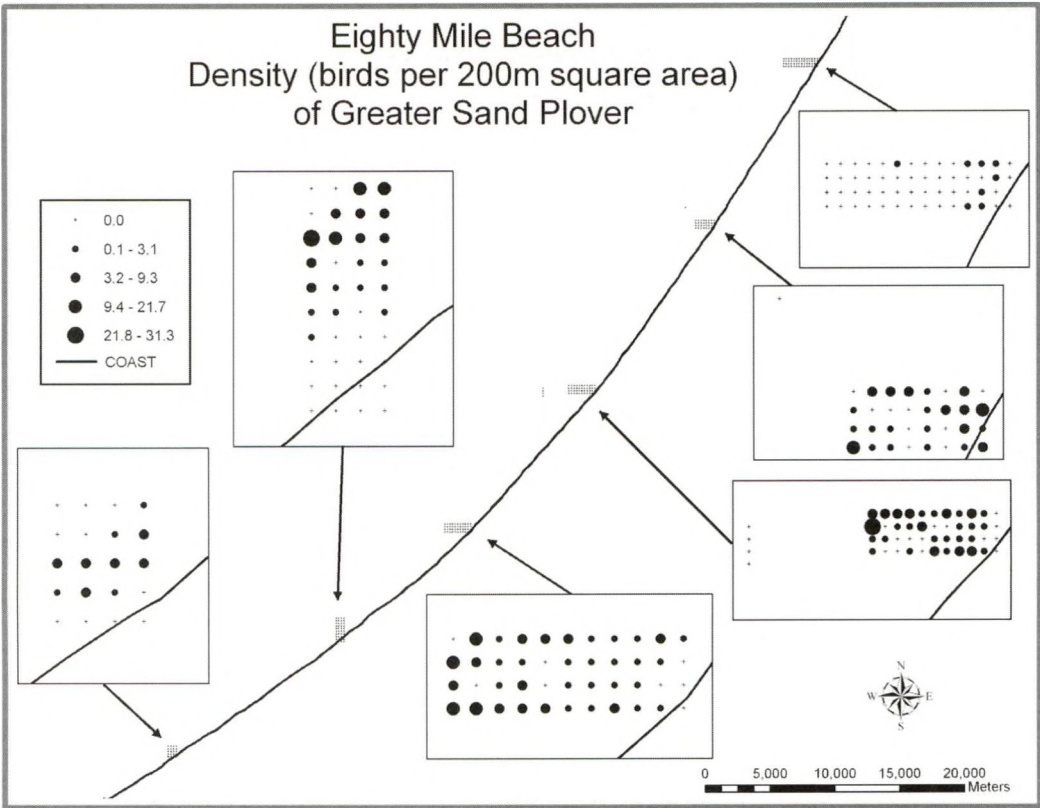 Eighty Mile Beach
Density (birds per 200m square area)
of Greater Sand Plover
0.0
0.1 - 3.1
3.2 - 9.3
9.4 - 21.7
21.8 - 31.3
COAST
N
W E
S
0 5,000 10,000 15,000 20,000
Meters